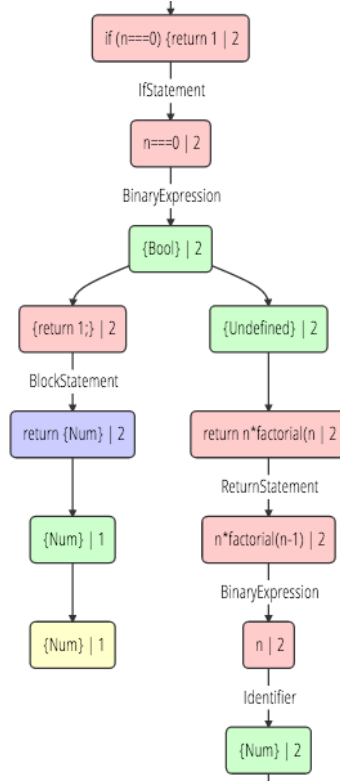 if (n===0) {return 1 | 2
IfStatement
n===0 | 2
BinaryExpression
{Bool} | 2
{return 1;} | 2
{Undefined} | 2
BlockStatement
return {Num} | 2
return n*factorial(n | 2
ReturnStatement
{Num} | 1
n*factorial(n-1) | 2
BinaryExpression
{Num} | 1
n | 2
Identifier
{Num} | 2